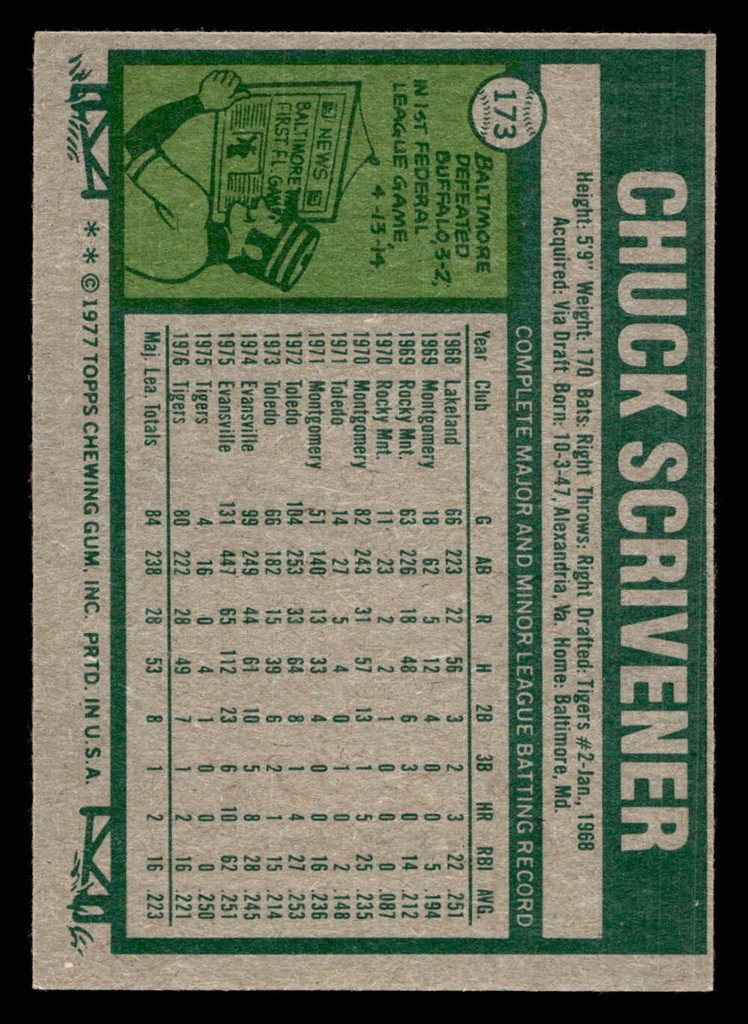 173
CHUCK SCRIVENER
Height: 5'9" Weight: 170 Bats: Right Throws: Right Drafted: Tigers #2-Jan., 1968
Acquired: Via Draft Born: 10-3-47, Alexandria, Va. Home: Baltimore, Md.
COMPLETE MAJOR AND MINOR LEAGUE BATTING RECORD
BALTIMORE
DEFEATED
BUFFALO, 3-2,
IN 1st FEDERAL
LEAGUE GAME,
4-13-14.
NEWS
BALTIMORE W
FIRST FL GAME
Year Club G AB R H 2B 3B HR RBI AVG.
1968 Lakeland 66 223 22 56 3 2 3 22 .251
1969 Montgomery 18 62 5 12 4 0 0 5 .194
1969 Rocky Mnt. 63 226 18 48 6 3 0 14 .212
1970 Rocky Mnt. 11 23 2 2 1 0 0 0 .087
1970 Montgomery 82 243 31 57 13 1 5 25 .235
1971 Toledo 14 27 5 4 0 1 0 2 .148
1971 Montgomery 51 140 13 33 4 0 0 16 .236
1972 Toledo 104 253 33 64 8 1 4 27 .253
1973 Toledo 66 182 15 39 6 2 1 15 .214
1974 Evansville 99 249 44 61 10 5 8 28 .245
1975 Evansville 131 447 65 112 23 6 10 62 .251
1975 Tigers 4 16 0 4 1 0 0 0 .250
1976 Tigers 80 222 28 49 7 1 2 16 .221
Maj. Lea. Totals 84 238 28 53 8 1 2 16 .223
* * © 1977 TOPPS CHEWING GUM, INC. PRTD. IN U.S.A.